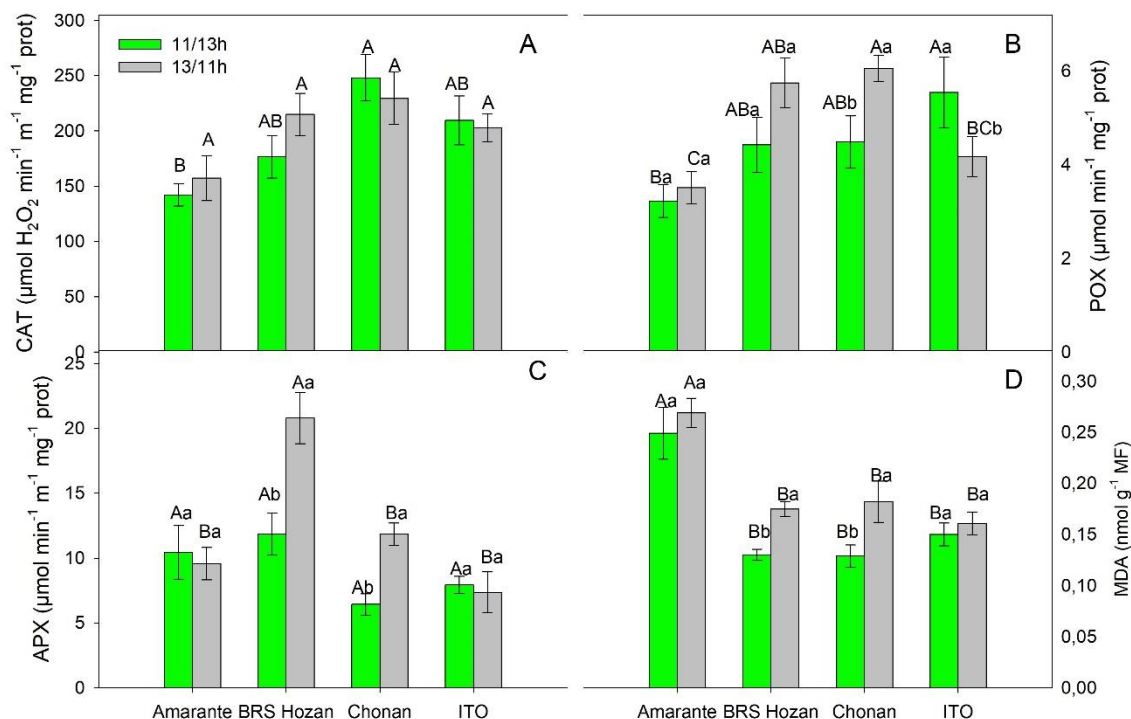 300
250
200
150
100
50
0
CAT (µmol H₂O₂ min⁻¹ m⁻¹ mg⁻¹ prot)
11/13h
13/11h
A
B A AB A A A AB A
B
Ba Ca ABa ABa ABb Aa Aa BCb
6
4
2
0
POX (µmol min⁻¹ mg⁻¹ prot)
25
20
15
10
5
0
APX (µmol min⁻¹ m⁻¹ mg⁻¹ prot)
C
Aa Ba Ab Aa Ab Ba Aa Ba
D
Aa Aa Bb Ba Bb Ba Ba Ba
0,30
0,25
0,20
0,15
0,10
0,05
0,00
MDA (nmol g⁻¹ MF)
Amarante BRS Hozan Chonan ITO
Amarante BRS Hozan Chonan ITO